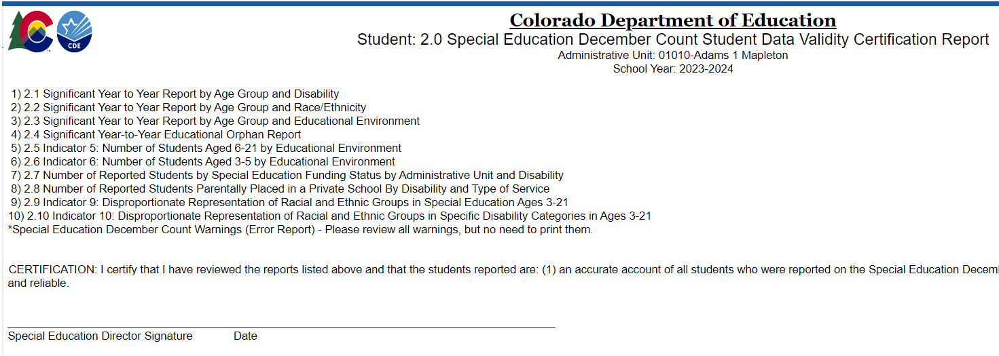 CDE
Colorado Department of Education
Student: 2.0 Special Education December Count Student Data Validity Certification Report
Administrative Unit: 01010-Adams 1 Mapleton
School Year: 2023-2024
1) 2.1 Significant Year to Year Report by Age Group and Disability
2) 2.2 Significant Year to Year Report by Age Group and Race/Ethnicity
3) 2.3 Significant Year to Year Report by Age Group and Educational Environment
4) 2.4 Significant Year-to-Year Educational Orphan Report
5) 2.5 Indicator 5: Number of Students Aged 6-21 by Educational Environment
6) 2.6 Indicator 6: Number of Students Aged 3-5 by Educational Environment
7) 2.7 Number of Reported Students by Special Education Funding Status by Administrative Unit and Disability
8) 2.8 Number of Reported Students Parentally Placed in a Private School By Disability and Type of Service
9) 2.9 Indicator 9: Disproportionate Representation of Racial and Ethnic Groups in Special Education Ages 3-21
10) 2.10 Indicator 10: Disproportionate Representation of Racial and Ethnic Groups in Specific Disability Categories in Ages 3-21
*Special Education December Count Warnings (Error Report) - Please review all warnings, but no need to print them.
CERTIFICATION: I certify that I have reviewed the reports listed above and that the students reported are: (1) an accurate account of all students who were reported on the Special Education
and reliable.
Special Education Director Signature Date